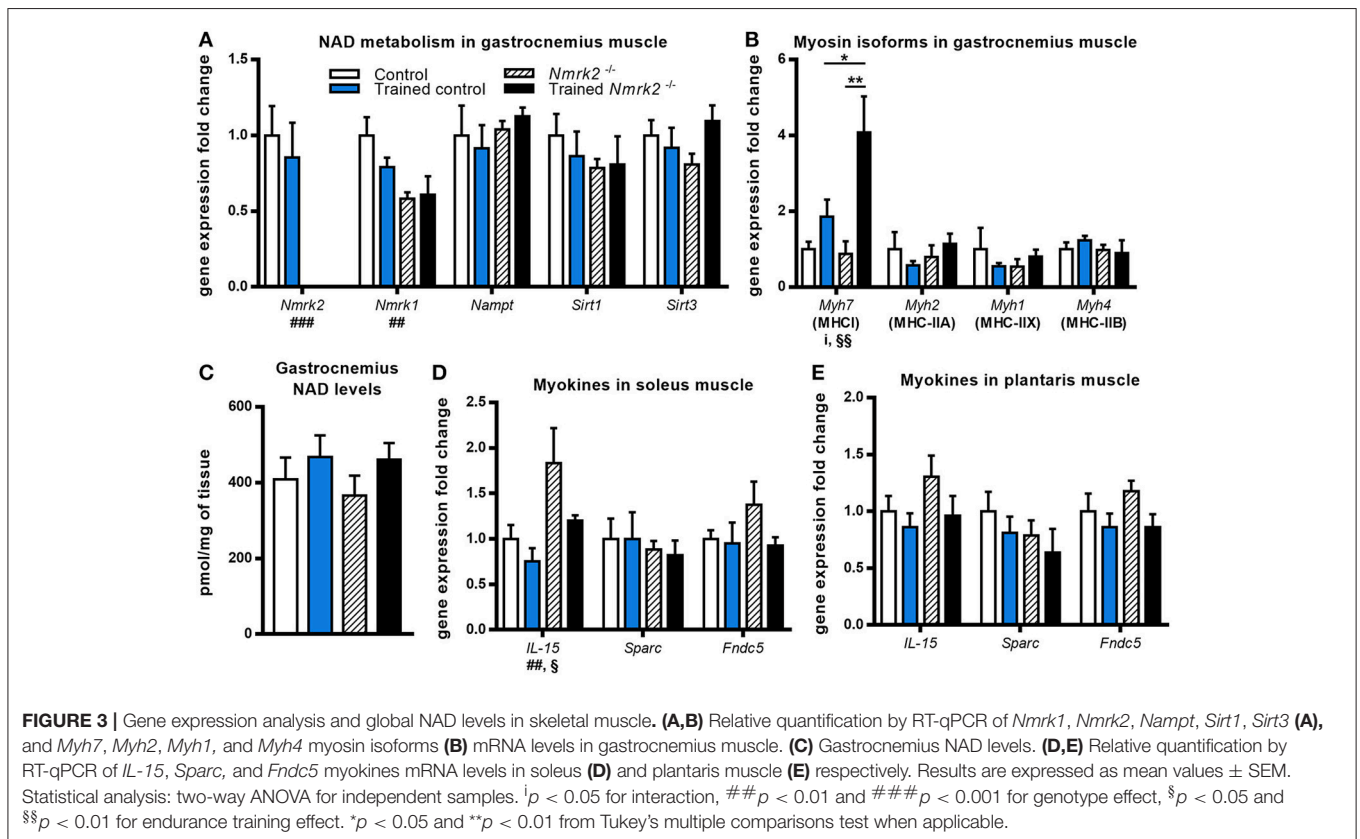 A
NAD metabolism in gastrocnemius muscle
gene expression fold change
1.5
1.0
0.5
0.0
Control
Trained control
Nmrk2 -/-
Trained Nmrk2 -/-
Nmrk2
###
Nmrk1
##
Nampt
Sirt1
Sirt3
B
Myosin isoforms in gastrocnemius muscle
gene expression fold change
6
4
2
0
*
**
Myh7
(MHCI)
i, §§
Myh2
(MHC-IIA)
Myh1
(MHC-IIX)
Myh4
(MHC-IIB)
C
Gastrocnemius
NAD levels
pmol/mg of tissue
600
400
200
0
D
Myokines in soleus muscle
gene expression fold change
2.5
2.0
1.5
1.0
0.5
0.0
IL-15
##, §
Sparc
Fndc5
E
Myokines in plantaris muscle
gene expression fold change
2.0
1.5
1.0
0.5
0.0
IL-15
Sparc
Fndc5
FIGURE 3 | Gene expression analysis and global NAD levels in skeletal muscle. (A,B) Relative quantification by RT-qPCR of Nmrk1, Nmrk2, Nampt, Sirt1, Sirt3 (A),
and Myh7, Myh2, Myh1, and Myh4 myosin isoforms (B) mRNA levels in gastrocnemius muscle. (C) Gastrocnemius NAD levels. (D,E) Relative quantification by
RT-qPCR of IL-15, Sparc, and Fndc5 myokines mRNA levels in soleus (D) and plantaris muscle (E) respectively. Results are expressed as mean values ± SEM.
Statistical analysis: two-way ANOVA for independent samples. ip < 0.05 for interaction, ##p < 0.01 and ###p < 0.001 for genotype effect, §p < 0.05 and
§§p < 0.01 for endurance training effect. *p < 0.05 and **p < 0.01 from Tukey's multiple comparisons test when applicable.